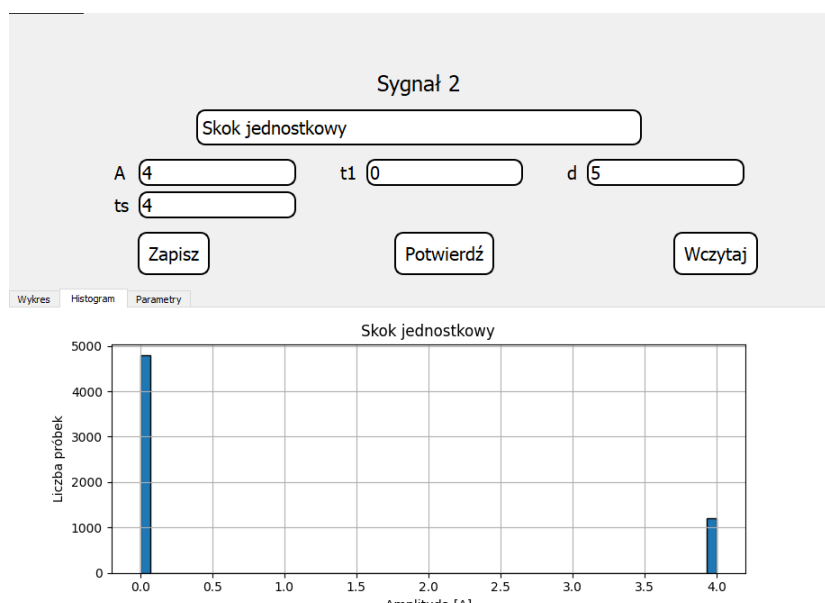 Sygnał 2
Skok jednostkowy
A 4 t1 0 d 5
ts 4
Zapisz Potwierdź Wczytaj
Wykres Histogram Parametry
Skok jednostkowy
5000
4000
3000
2000
1000
0
Liczba próbek
0.0 0.5 1.0 1.5 2.0 2.5 3.0 3.5 4.0
Amplituda [A]